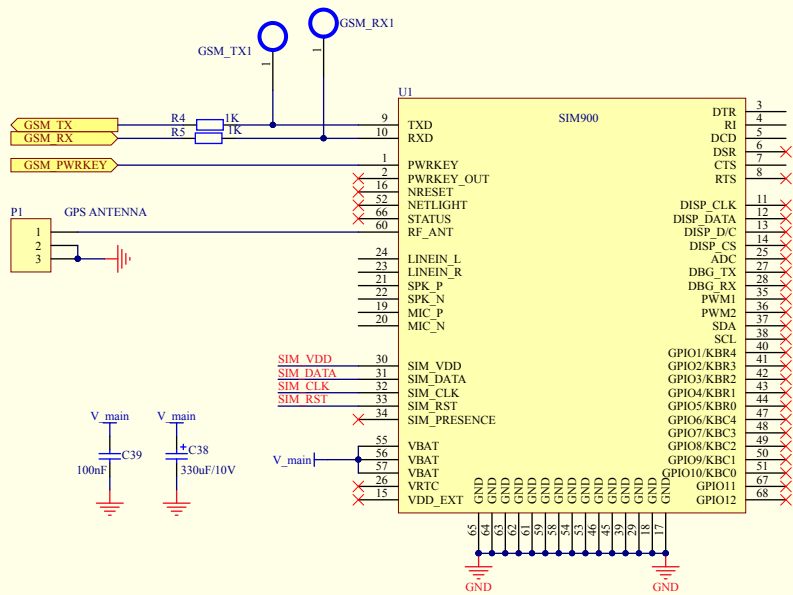 GSM_TX1
1
GSM_RX1
1
U1
SIM900
GSM_TX
R4
1K
9
TXD
GSM_RX
R5
1K
10
RXD
GSM_PWRKEY
1
PWRKEY
2
PWRKEY_OUT
16
NRESET
52
NETLIGHT
66
STATUS
60
RF_ANT
P1
GPS ANTENNA
1
2
3
24
LINEIN_L
23
LINEIN_R
21
SPK_P
22
SPK_N
19
MIC_P
20
MIC_N
SIM_VDD
30
SIM_VDD
SIM_DATA
31
SIM_DATA
SIM_CLK
32
SIM_CLK
SIM_RST
33
SIM_RST
34
SIM_PRESENCE
V_main
55
VBAT
56
VBAT
57
VBAT
26
VRTC
15
VDD_EXT
DTR
3
RI
4
DCD
5
DSR
6
CTS
7
RTS
8
DISP_CLK
11
DISP_DATA
12
DISP_D/C
13
DISP_CS
14
ADC
25
DBG_TX
27
DBG_RX
28
PWM1
35
PWM2
36
SDA
37
SCL
38
GPIO1/KBR4
40
GPIO2/KBR3
41
GPIO3/KBR2
42
GPIO4/KBR1
43
GPIO5/KBR0
44
GPIO6/KBC4
47
GPIO7/KBC3
48
GPIO8/KBC2
49
GPIO9/KBC1
50
GPIO10/KBC0
51
GPIO11
67
GPIO12
68
GND GND GND GND GND GND GND GND GND GND GND GND GND GND GND
65 64 63 62 61 59 58 54 53 46 45 39 29 18 17
GND
GND
V_main
C39
100nF
V_main
+
C38
330uF/10V